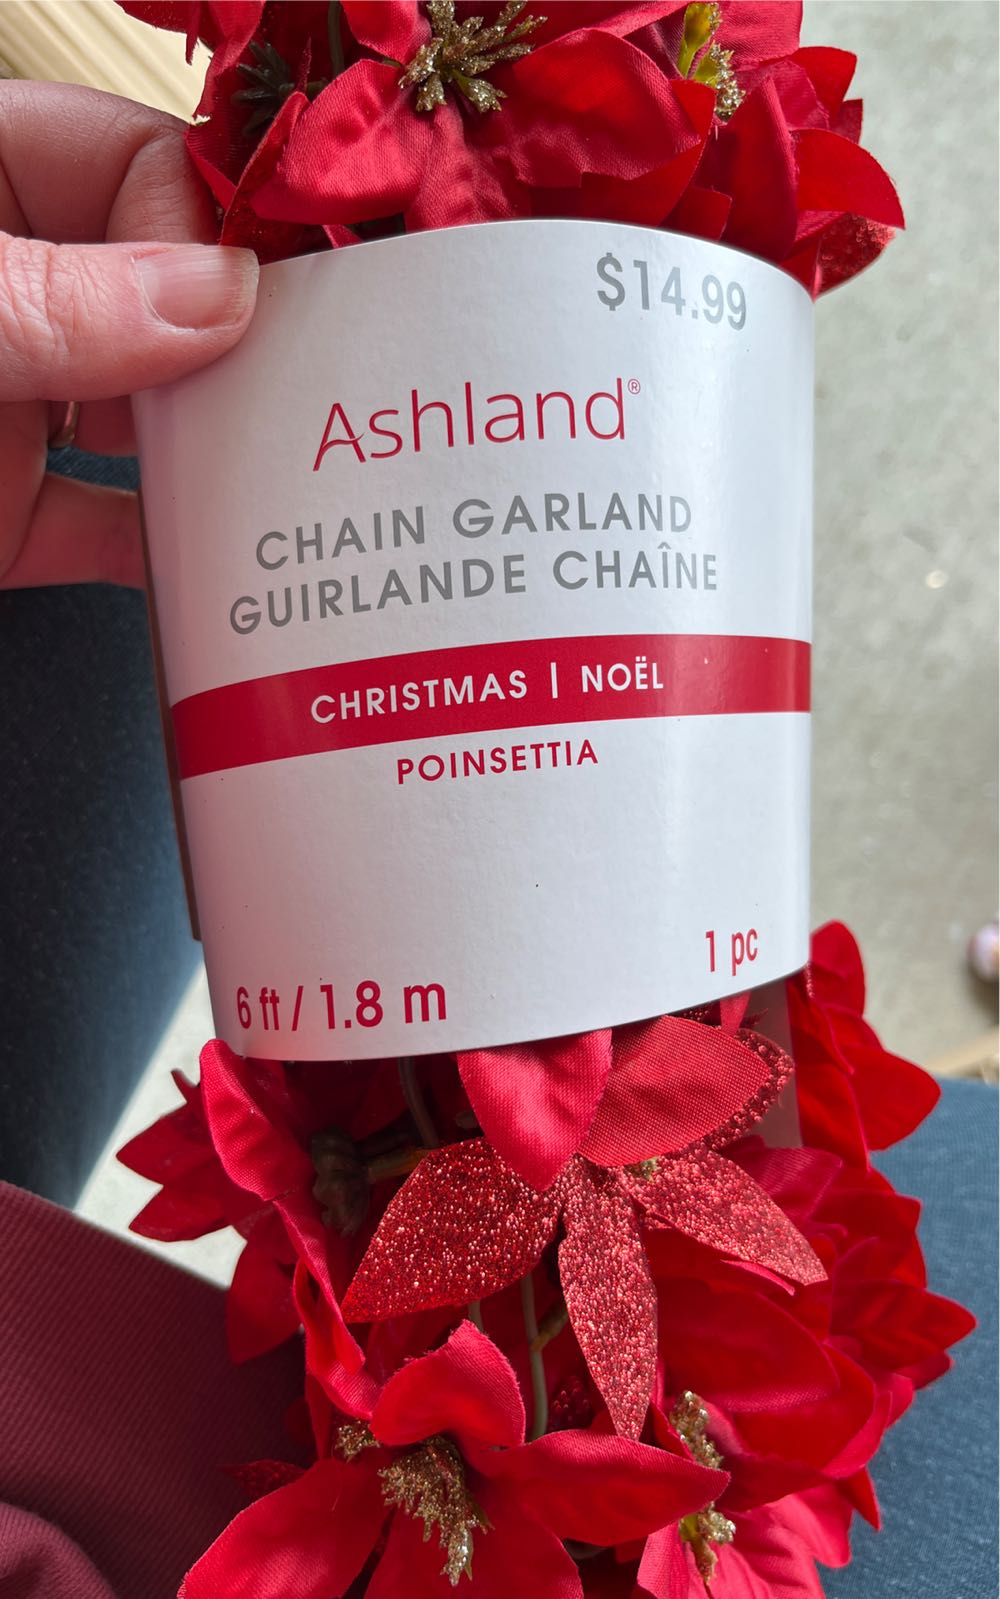 $14.99
Ashland®
CHAIN GARLAND
GUIRLANDE CHAÎNE
CHRISTMAS | NOËL
POINSETTIA
1 pc
6 ft / 1.8 m